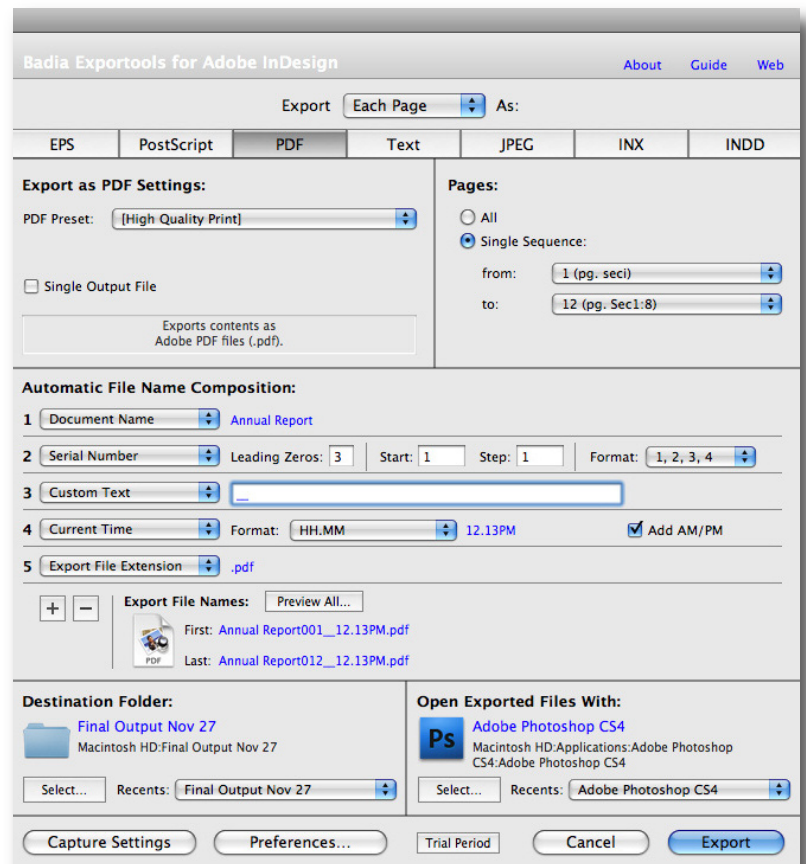 Badia Exportools for Adobe InDesign
About Guide Web
Export Each Page As:
EPS PostScript PDF Text JPEG INX INDD
Export as PDF Settings:
PDF Preset: [High Quality Print]
Single Output File
Exports contents as
Adobe PDF files (.pdf).
Pages:
All
Single Sequence:
from: 1 (pg. seci)
to: 12 (pg. Sec1:8)
Automatic File Name Composition:
1 Document Name Annual Report
2 Serial Number Leading Zeros: 3 Start: 1 Step: 1 Format: 1, 2, 3, 4
3 Custom Text __
4 Current Time Format: HH.MM 12.13PM Add AM/PM
5 Export File Extension .pdf
+ − Export File Names: Preview All...
PDF
First: Annual Report001__12.13PM.pdf
Last: Annual Report012__12.13PM.pdf
Destination Folder:
Final Output Nov 27
Macintosh HD:Final Output Nov 27
Select... Recents: Final Output Nov 27
Open Exported Files With:
Ps
Adobe Photoshop CS4
Macintosh HD:Applications:Adobe Photoshop
CS4:Adobe Photoshop CS4
Select... Recents: Adobe Photoshop CS4
Capture Settings Preferences... Trial Period Cancel Export